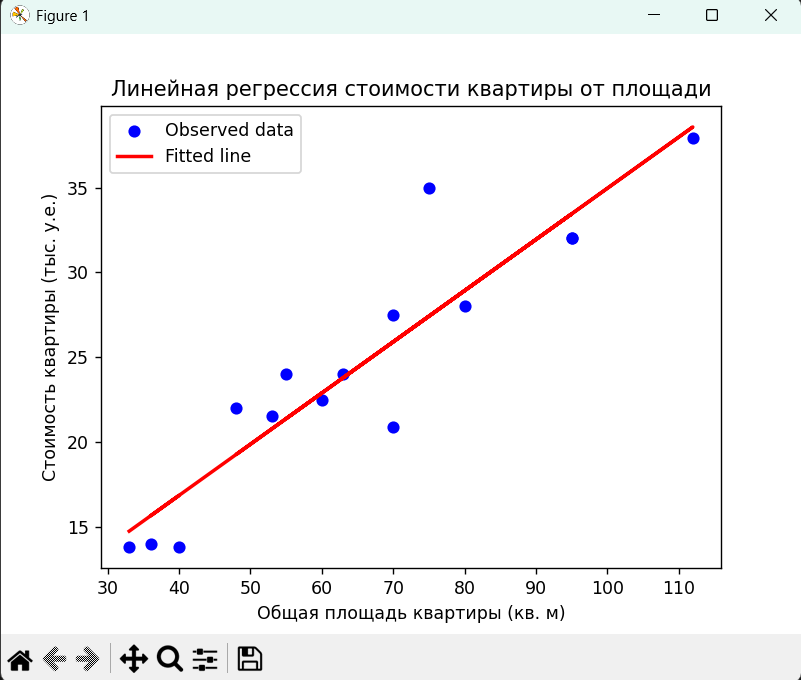 Figure 1
Линейная регрессия стоимости квартиры от площади
Observed data
Fitted line
Стоимость квартиры (тыс. у.е.)
35
30
25
20
15
30 40 50 60 70 80 90 100 110
Общая площадь квартиры (кв. м)